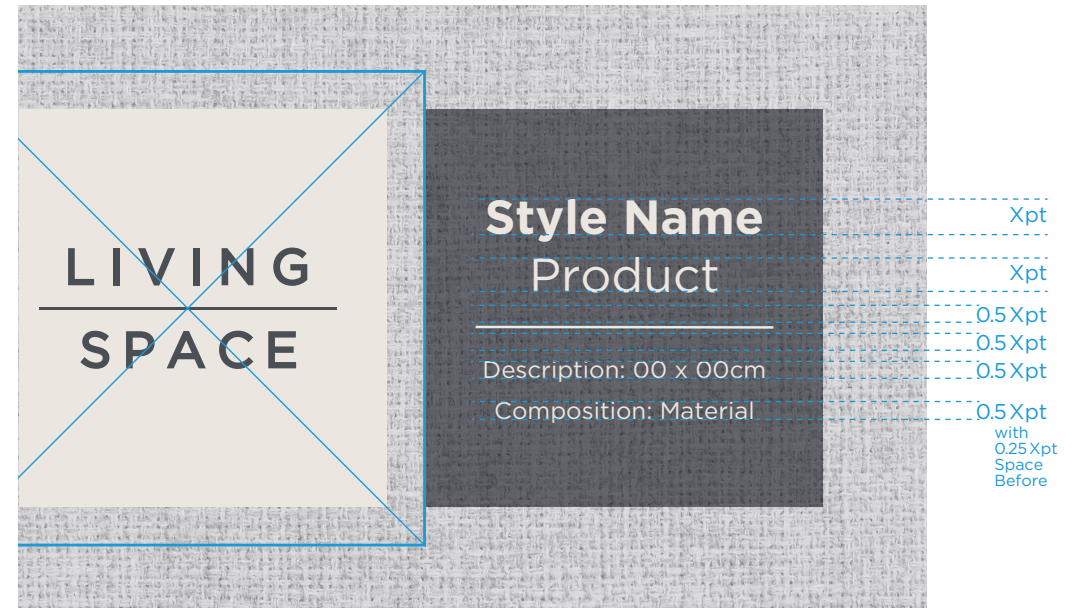 LIVING
SPACE
Style Name
Product
Description: 00 x 00cm
Composition: Material
Xpt
Xpt
0.5 Xpt
0.5 Xpt
0.5 Xpt
0.5 Xpt
with
0.25 Xpt
Space
Before